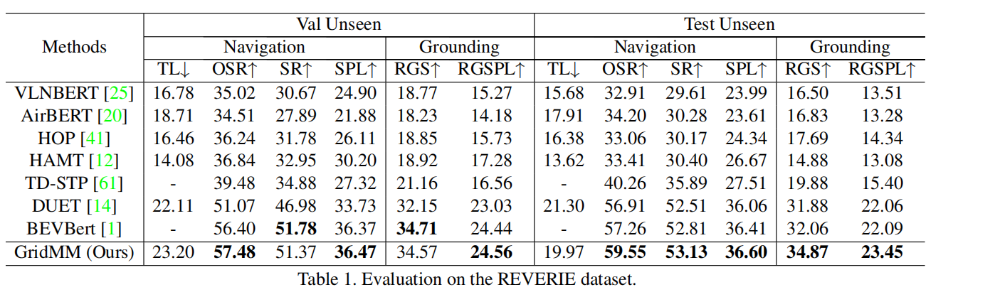 Methods Val Unseen Test Unseen
Navigation Grounding Navigation Grounding
TL↓ OSR↑ SR↑ SPL↑ RGS↑ RGSPL↑ TL↓ OSR↑ SR↑ SPL↑ RGS↑ RGSPL↑
VLNBERT [25] 16.78 35.02 30.67 24.90 18.77 15.27 15.68 32.91 29.61 23.99 16.50 13.51
AirBERT [20] 18.71 34.51 27.89 21.88 18.23 14.18 17.91 34.20 30.28 23.61 16.83 13.28
HOP [41] 16.46 36.24 31.78 26.11 18.85 15.73 16.38 33.06 30.17 24.34 17.69 14.34
HAMT [12] 14.08 36.84 32.95 30.20 18.92 17.28 13.62 33.41 30.40 26.67 14.88 13.08
TD-STP [61] - 39.48 34.88 27.32 21.16 16.56 - 40.26 35.89 27.51 19.88 15.40
DUET [14] 22.11 51.07 46.98 33.73 32.15 23.03 21.30 56.91 52.51 36.06 31.88 22.06
BEVBert [1] - 56.40 51.78 36.37 34.71 24.44 - 57.26 52.81 36.41 32.06 22.09
GridMM (Ours) 23.20 57.48 51.37 36.47 34.57 24.56 19.97 59.55 53.13 36.60 34.87 23.45
Table 1. Evaluation on the REVERIE dataset.